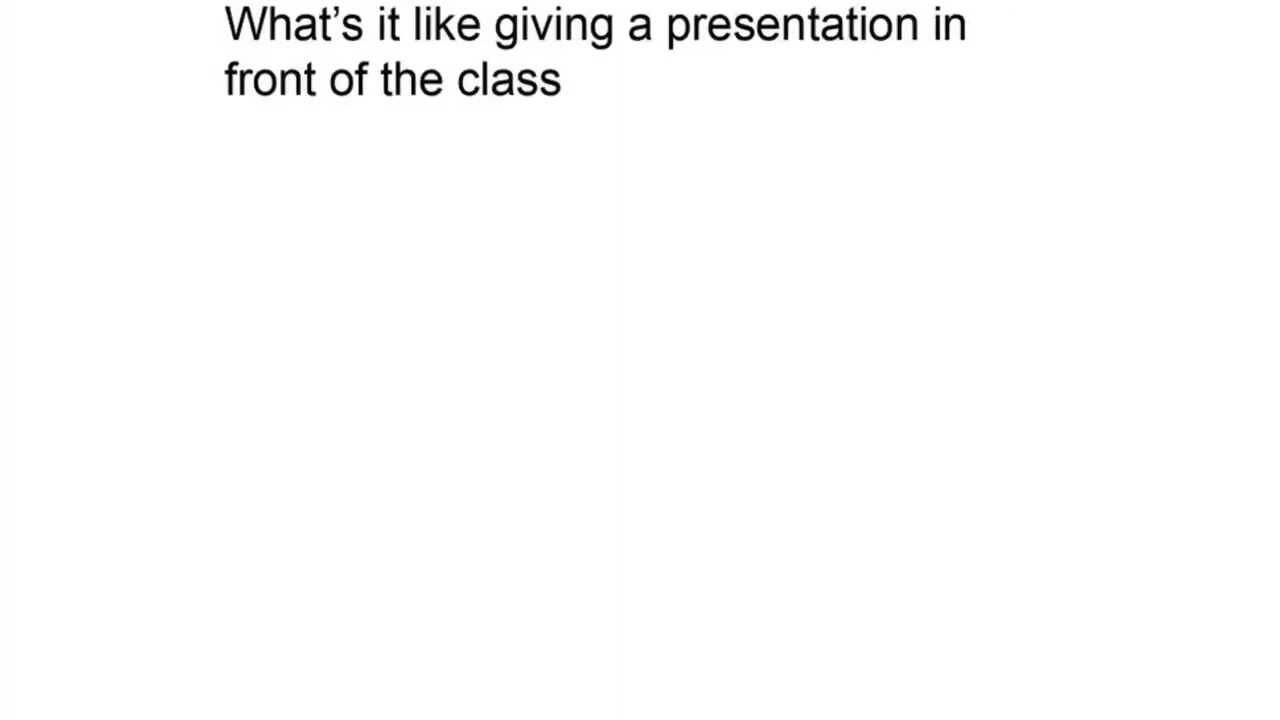 What’s it like giving a presentation in
front of the class